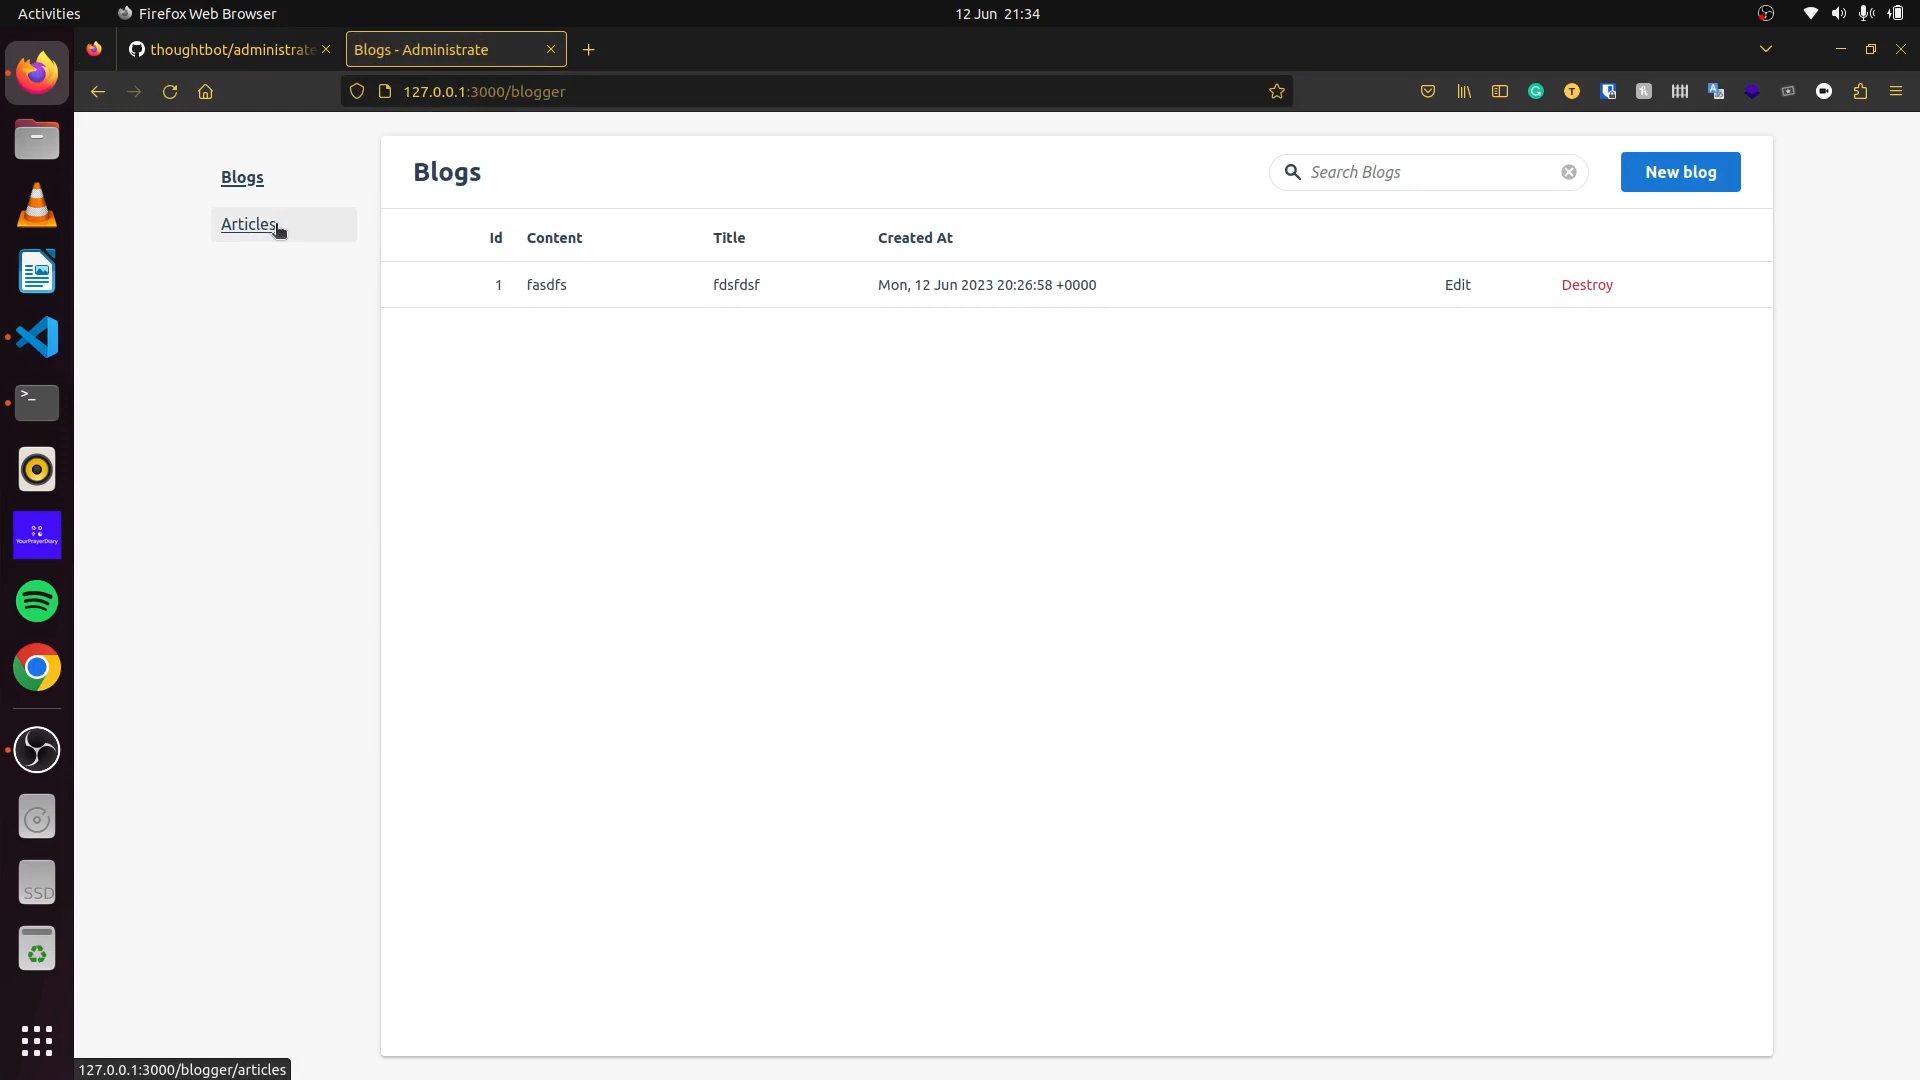 Activities
Firefox Web Browser
12 Jun 21:34
thoughtbot/administrate
Blogs - Administrate
127.0.0.1:3000/blogger
Blogs
Articles
Blogs
Search Blogs
New blog
Id Content Title Created At
1 fasdfs fdsfdsf Mon, 12 Jun 2023 20:26:58 +0000 Edit Destroy
YourPrayerDiary
SSD
127.0.0.1:3000/blogger/articles